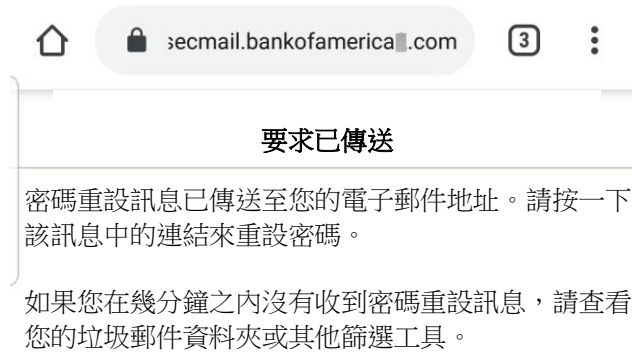 secmail.bankofamerica.com
3
要求已傳送
密碼重設訊息已傳送至您的電子郵件地址。請按一下
該訊息中的連結來重設密碼。
如果您在幾分鐘之內沒有收到密碼重設訊息，請查看
您的垃圾郵件資料夾或其他篩選工具。